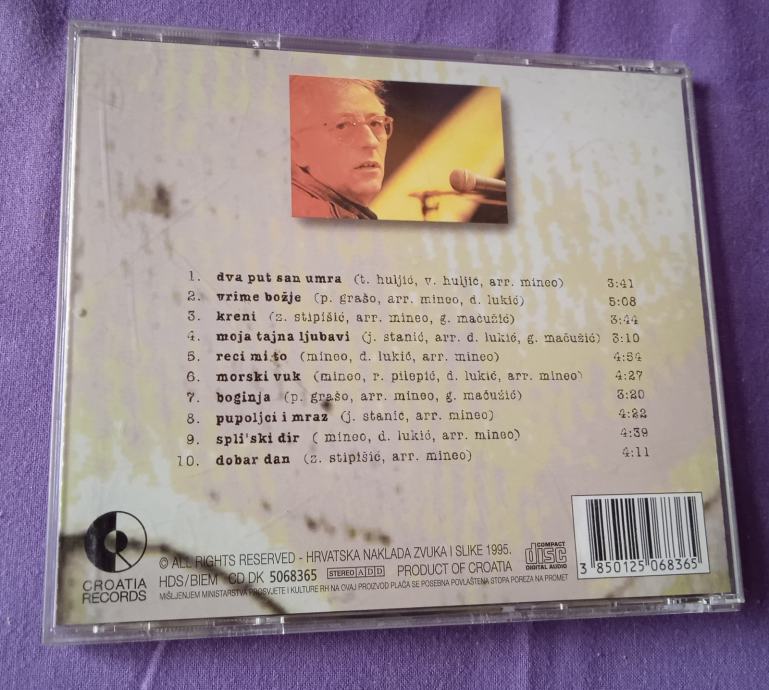 1. dva put san umra (t. huljić, v. huljić, arr. mineo) 3:41
2. vrime božje (p. grašo, arr. mineo, d. lukić) 5:08
3. kreni (z. stipišić, arr. mineo, g. mačužić) 3:44
4. moja tajna ljubavi (j. stanić, arr. d. lukić, g. mačužić) 3:10
5. reci mi to (mineo, d. lukić, arr. mineo) 4:54
6. morski vuk (mineo, r. pilepić, d. lukić, arr. mineo) 4:27
7. boginja (p. grašo, arr. mineo, g. mačužić) 3:20
8. pupoljci i mraz (j. stanić, arr. mineo) 4:22
9. spli'ski đir ( mineo, d. lukić, arr. mineo) 4:39
10. dobar dan (z. stipišić, arr. mineo) 4:11
CROATIA
RECORDS
© ALL RIGHTS RESERVED - HRVATSKA NAKLADA ZVUKA I SLIKE 1995.
HDS/BIEM CD DK 5068365 STEREO ADD PRODUCT OF CROATIA
MIŠLJENJEM MINISTARSTVA PROSVJETE I KULTURE RH NA OVAJ PROIZVOD PLAĆA SE POSEBNA POVLAŠTENA STOPA POREZA NA PROMET
COMPACT
disc
DIGITAL AUDIO
3 850125 068365